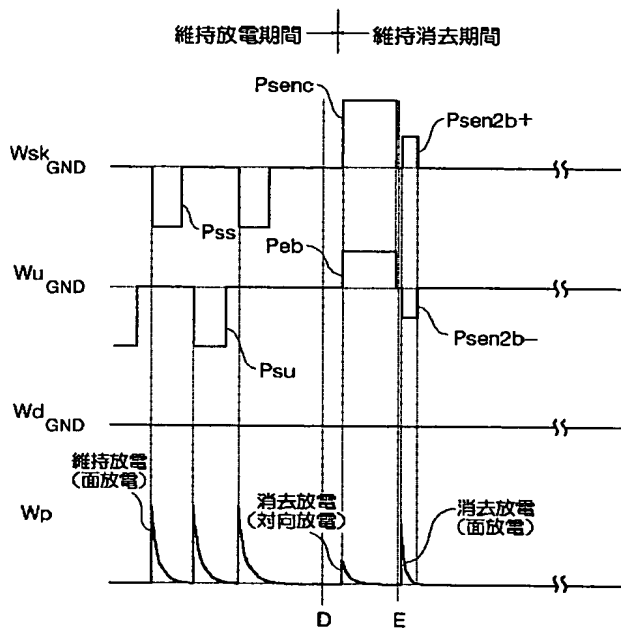 維持放電期間 維持消去期間
Psenc
Psen2b+
Wsk GND
Pss
Peb
Wu GND
Psen2b−
Psu
Wd GND
維持放電
(面放電)
消去放電
(対向放電)
消去放電
(面放電)
Wp
D E